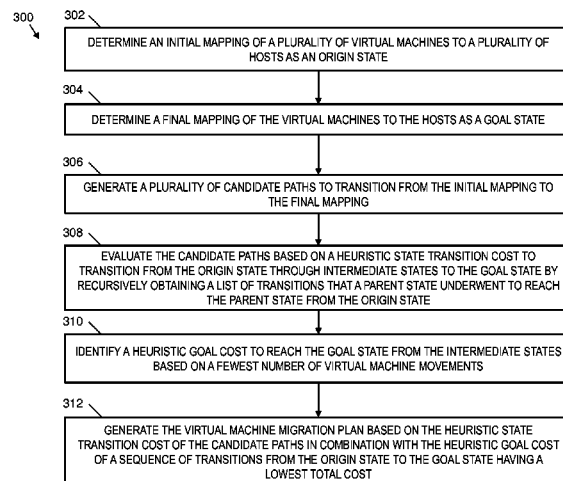 300
302
DETERMINE AN INITIAL MAPPING OF A PLURALITY OF VIRTUAL MACHINES TO A PLURALITY OF
HOSTS AS AN ORIGIN STATE
304
DETERMINE A FINAL MAPPING OF THE VIRTUAL MACHINES TO THE HOSTS AS A GOAL STATE
306
GENERATE A PLURALITY OF CANDIDATE PATHS TO TRANSITION FROM THE INITIAL MAPPING TO
THE FINAL MAPPING
308
EVALUATE THE CANDIDATE PATHS BASED ON A HEURISTIC STATE TRANSITION COST TO
TRANSITION FROM THE ORIGIN STATE THROUGH INTERMEDIATE STATES TO THE GOAL STATE BY
RECURSIVELY OBTAINING A LIST OF TRANSITIONS THAT A PARENT STATE UNDERWENT TO REACH
THE PARENT STATE FROM THE ORIGIN STATE
310
IDENTIFY A HEURISTIC GOAL COST TO REACH THE GOAL STATE FROM THE INTERMEDIATE STATES
BASED ON A FEWEST NUMBER OF VIRTUAL MACHINE MOVEMENTS
312
GENERATE THE VIRTUAL MACHINE MIGRATION PLAN BASED ON THE HEURISTIC STATE
TRANSITION COST OF THE CANDIDATE PATHS IN COMBINATION WITH THE HEURISTIC GOAL COST
OF A SEQUENCE OF TRANSITIONS FROM THE ORIGIN STATE TO THE GOAL STATE HAVING A
LOWEST TOTAL COST